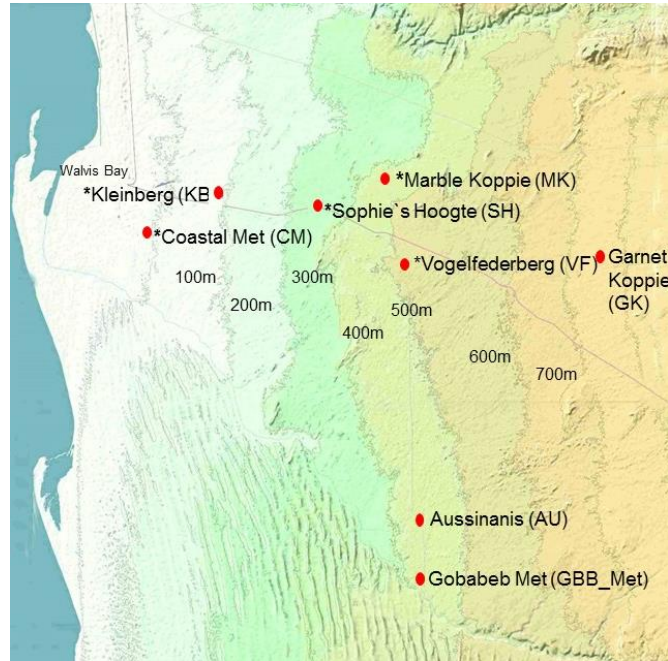 Walvis Bay
*Kleinberg (KB
*Marble Koppie (MK)
*Sophie`s Hoogte (SH)
*Coastal Met (CM)
*Vogelfederberg (VF)
Garnet
Koppie
(GK)
100m
200m
300m
400m
500m
600m
700m
Aussinanis (AU)
Gobabeb Met (GBB_Met)